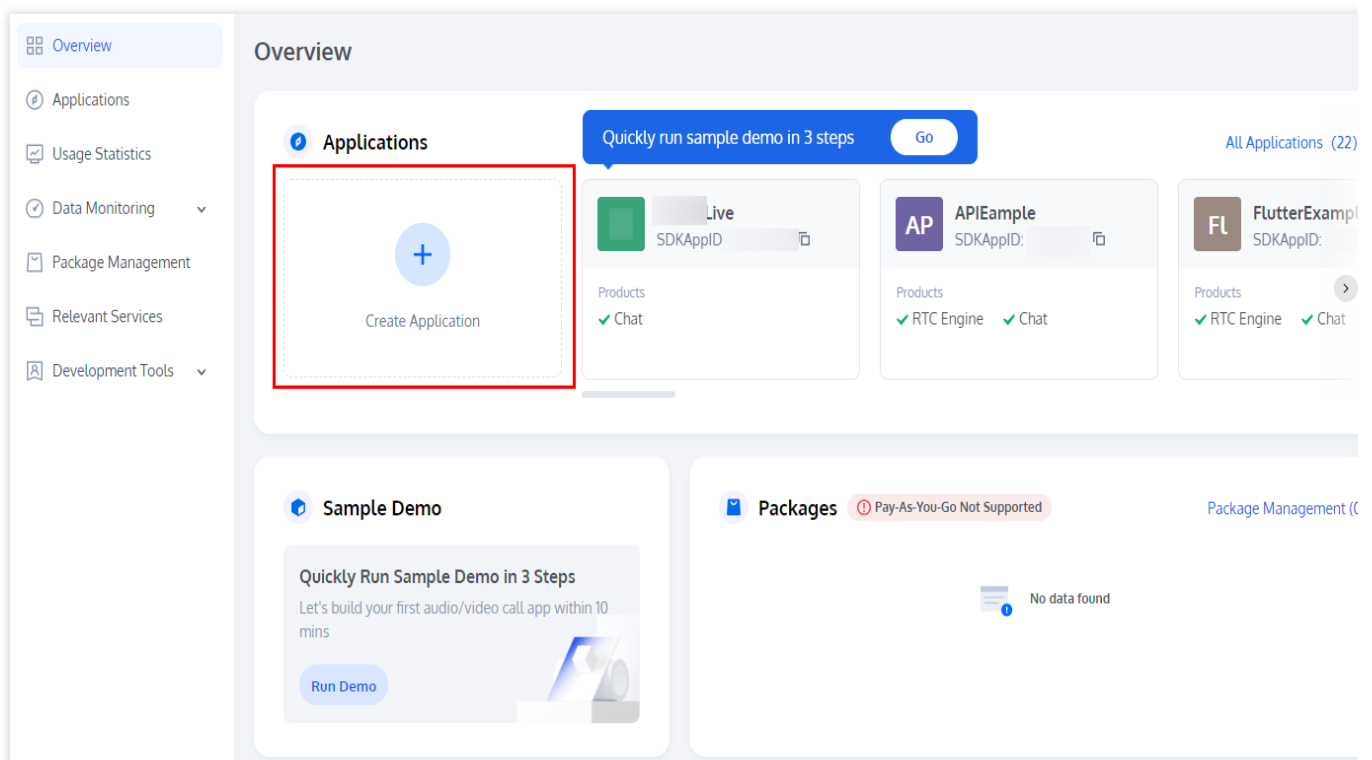 Overview
Applications
Usage Statistics
Data Monitoring
Package Management
Relevant Services
Development Tools
Overview
Applications
Quickly run sample demo in 3 steps
Go
All Applications (22)
Create Application
Live
SDKAppID
Products
Chat
AP
APIEample
SDKAppID:
Products
RTC Engine Chat
FL
FlutterExampl
SDKAppID:
Products
RTC Engine Chat
Sample Demo
Quickly Run Sample Demo in 3 Steps
Let's build your first audio/video call app within 10
mins
Run Demo
Packages
Pay-As-You-Go Not Supported
Package Management (0
No data found